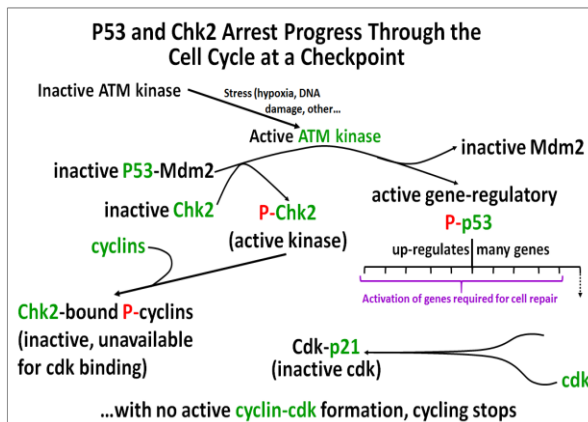 P53 and Chk2 Arrest Progress Through the
Cell Cycle at a Checkpoint
Inactive ATM kinase
Stress (hypoxia, DNA
damage, other...
Active ATM kinase
inactive Mdm2
inactive P53-Mdm2
active gene-regulatory
inactive Chk2
P-Chk2
P-p53
(active kinase)
cyclins
up-regulates many genes
Activation of genes required for cell repair
Chk2-bound P-cyclins
(inactive, unavailable
for cdk binding)
Cdk-p21
(inactive cdk)
cdk
...with no active cyclin-cdk formation, cycling stops